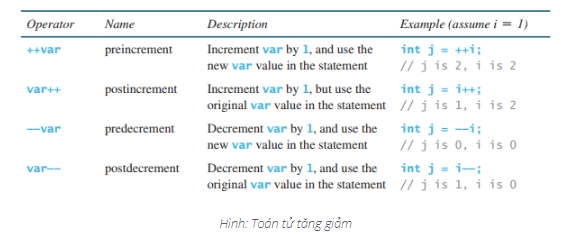 Operator Name Description Example (assume i = 1)
++var preincrement Increment var by 1, and use the int j = ++i;
new var value in the statement // j is 2, i is 2
var++ postincrement Increment var by 1, but use the int j = i++;
original var value in the statement // j is 1, i is 2
--var predecrement Decrement var by 1, and use the int j = --i;
new var value in the statement // j is 0, i is 0
var-- postdecrement Decrement var by 1, and use the int j = i--;
original var value in the statement // j is 1, i is 0
Hình: Toán tử tăng giảm